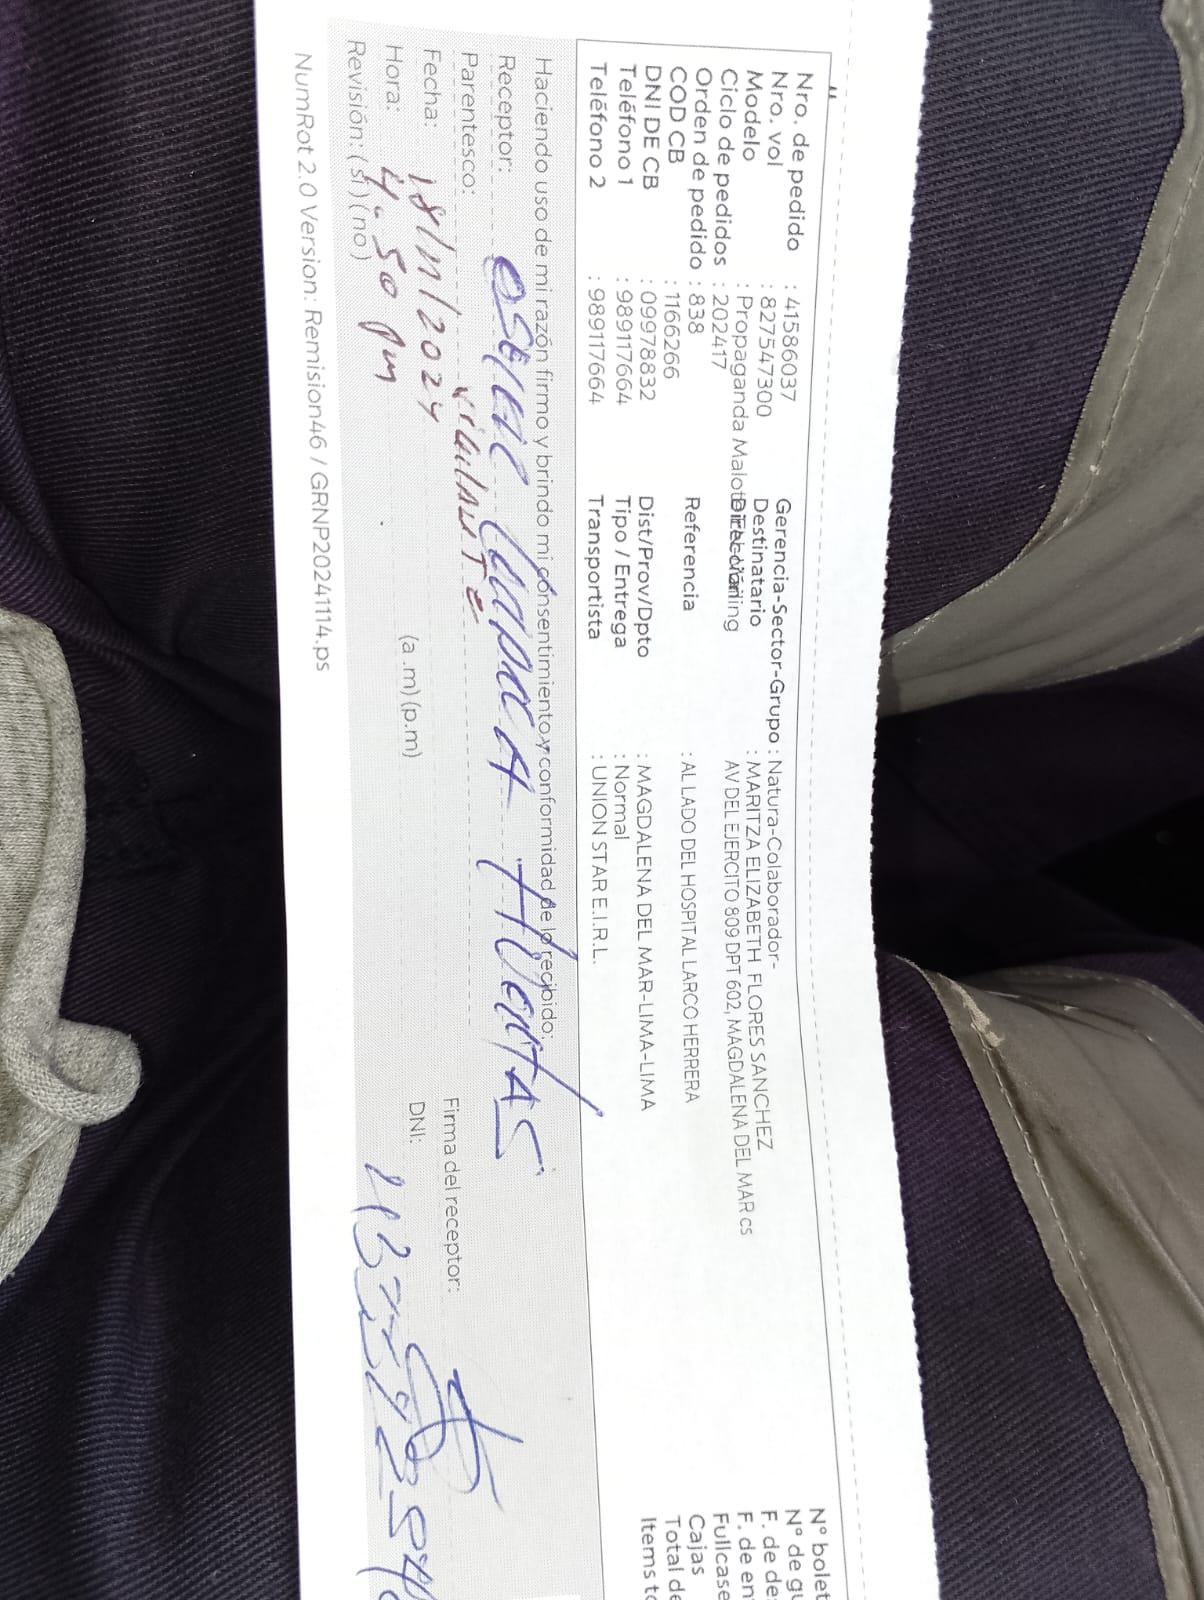 Nro. de pedido : 41586037
Nro. vol : 827547300
Modelo : Propaganda Malote Tele-Mailing
Ciclo de pedidos : 202417
Orden de pedido : 838
COD CB : 1166266
DNI DE CB : 09978832
Teléfono 1 : 989117664
Teléfono 2 : 989117664
Gerencia-Sector-Grupo : Natura-Colaborador-
Destinatario : MARITZA ELIZABETH FLORES SANCHEZ
Dirección AV DEL EJERCITO 809 DPT 602, MAGDALENA DEL MAR cs
Referencia : AL LADO DEL HOSPITAL LARCO HERRERA
Dist/Prov/Dpto : MAGDALENA DEL MAR-LIMA-LIMA
Tipo / Entrega : Normal
Transportista : UNION STAR E.I.R.L.
N° bolet
N° de gu
F. de de
F. de en
Fullcase
Cajas
Total de
Items to
Haciendo uso de mi razón firmo y brindo mi consentimiento y conformidad de lo recibido:
Receptor: Huertas
Parentesco: Vigilante
Fecha: 18/11/2024
Hora: 4:50 pm (a.m) (p.m)
Revisión: (si) (no)
Firma del receptor:
DNI:
NumRot 2.0 Version: Remision46 / GRNP20241114.ps